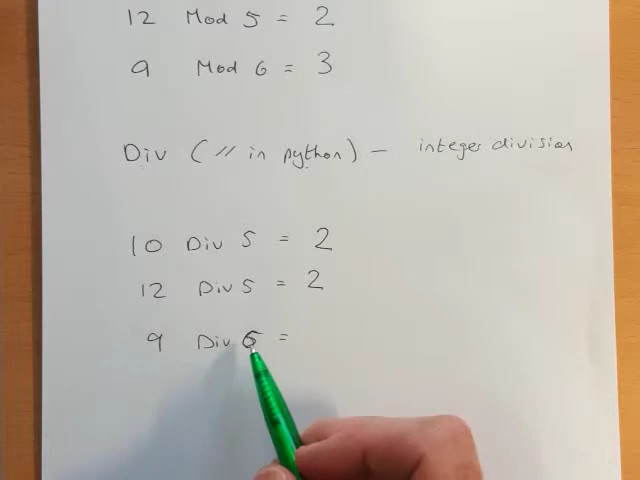 12 Mod 5 = 2
9 Mod 6 = 3
Div (// in python) - integer division
10 Div 5 = 2
12 Div 5 = 2
9 Div 6 =